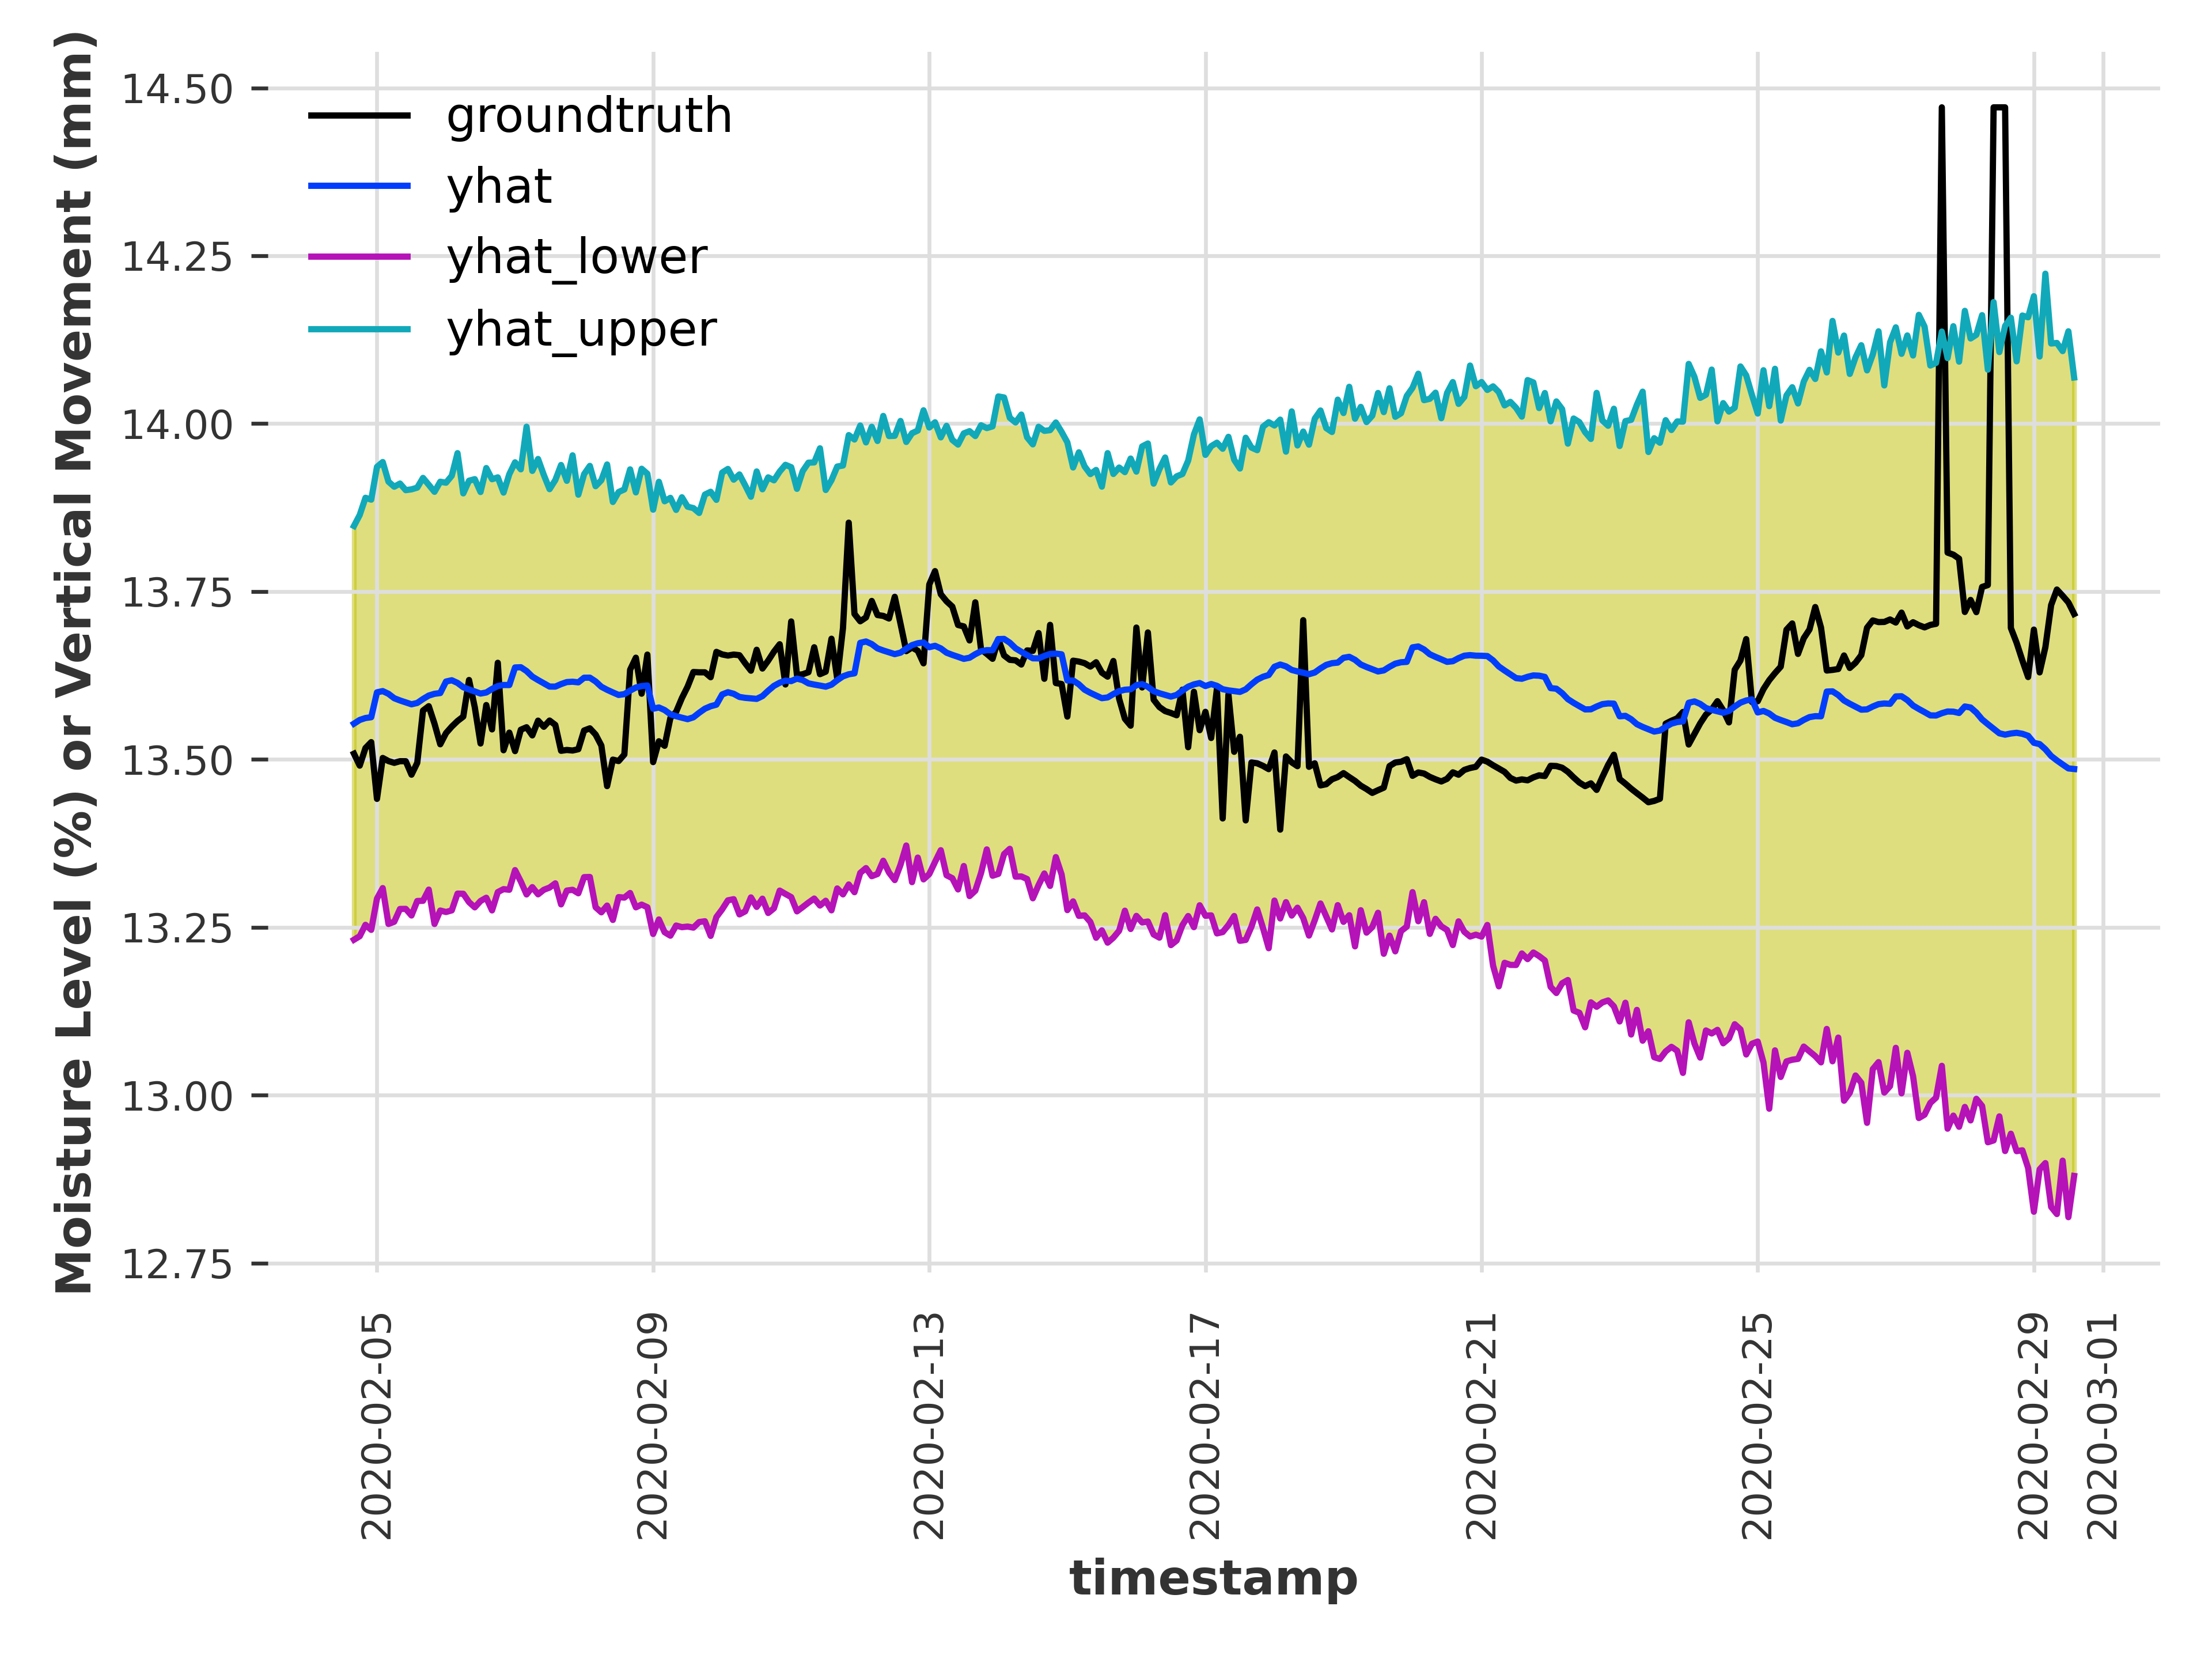 Moisture Level (%) or Vertical Movement (mm)
14.50
14.25
14.00
13.75
13.50
13.25
13.00
12.75
groundtruth
yhat
yhat_lower
yhat_upper
2020-02-05
2020-02-09
2020-02-13
2020-02-17
2020-02-21
2020-02-25
2020-02-29
2020-03-01
timestamp